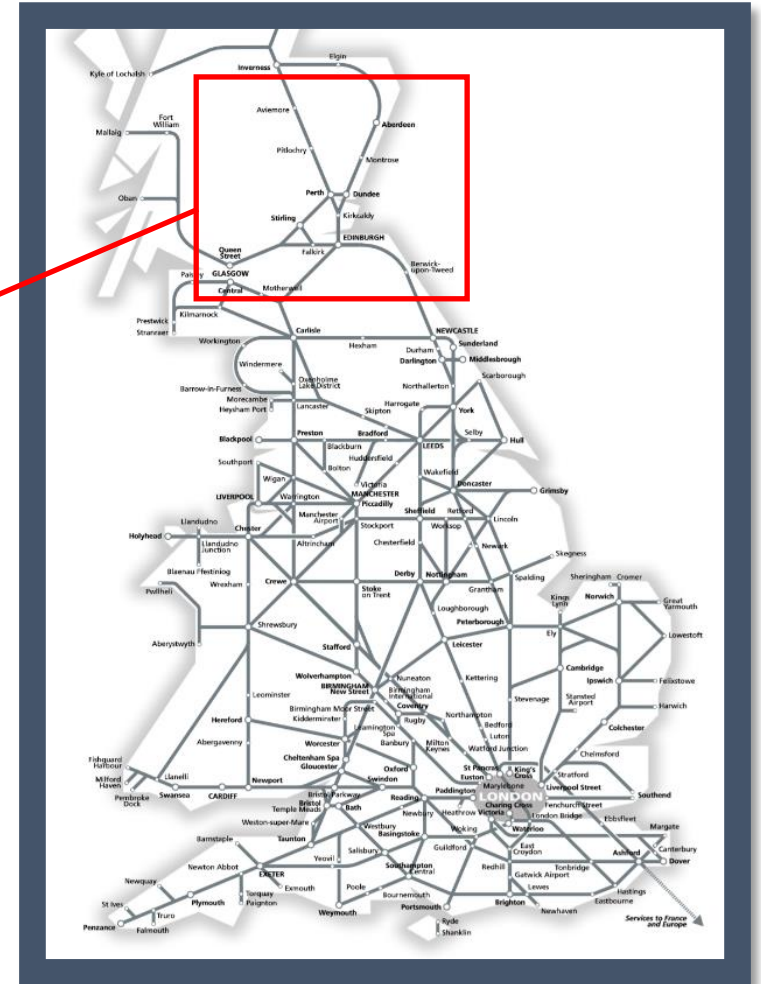 Elgin
Inverness
Kyle of Lochalsh
Aviemore
Fort
William
Aberdeen
Mallaig
Pitlochry
Montrose
Perth
Dundee
Oban
Stirling
Kirkcaldy
EDINBURGH
Queen
Street
Falkirk
Berwick-
upon-Tweed
Paisley
GLASGOW
Central
Motherwell
Kilmarnock
Prestwick
Stranraer
Carlisle
NEWCASTLE
Workington
Hexham
Sunderland
Durham
Darlington
Middlesbrough
Windermere
Scarborough
Oxenholme
Lake District
Barrow-in-Furness
Northallerton
Morecambe
Heysham Port
Lancaster
Harrogate
Skipton
York
Blackpool
Preston
Bradford
LEEDS
Selby
Hull
Blackburn
Huddersfield
Southport
Bolton
Wakefield
Wigan
Victoria
Doncaster
Grimsby
LIVERPOOL
Warrington
MANCHESTER
Piccadilly
Sheffield
Retford
Manchester
Airport
Stockport
Worksop
Lincoln
Llandudno
Holyhead
Chester
Llandudno
Junction
Altrincham
Chesterfield
Newark
Blaenau Ffestiniog
Skegness
Pwllheli
Wrexham
Crewe
Stoke
on Trent
Derby
Nottingham
Grantham
Spalding
Sheringham
Cromer
Kings
Lynn
Norwich
Great
Yarmouth
Loughborough
Peterborough
Shrewsbury
Ely
Lowestoft
Aberystwyth
Stafford
Leicester
Wolverhampton
Nuneaton
Kettering
Cambridge
BIRMINGHAM
New Street
Birmingham
International
Ipswich
Felixstowe
Leominster
Birmingham Moor Street
Coventry
Stevenage
Stansted
Airport
Harwich
Hereford
Kidderminster
Leamington
Spa
Rugby
Northampton
Bedford
Colchester
Abergavenny
Worcester
Banbury
Milton
Keynes
Luton
Watford Junction
Chelmsford
Fishguard
Harbour
Cheltenham Spa
Gloucester
Oxford
St Pancras
Euston
King's
Cross
Stratford
Milford
Haven
Llanelli
Newport
Swindon
Marylebone
Liverpool Street
Pembroke
Dock
Swansea
CARDIFF
Bristol Parkway
Reading
Paddington
LONDON
Southend
Bristol
Temple Meads
Bath
Newbury
Heathrow
Victoria
Charing Cross
Fenchurch Street
London Bridge
Ebbsfleet
Weston-super-Mare
Westbury
Basingstoke
Woking
Waterloo
Margate
Barnstaple
Taunton
Salisbury
Guildford
East
Croydon
Canterbury
Newton Abbot
Yeovil
Southampton
Central
Redhill
Tonbridge
Ashford
Dover
EXETER
Gatwick Airport
Newquay
Exmouth
Poole
Lewes
Hastings
Plymouth
Torquay
Paignton
Bournemouth
Eastbourne
St Ives
Truro
Weymouth
Portsmouth
Brighton
Newhaven
Penzance
Falmouth
Ryde
Shanklin
Services to France
and Europe